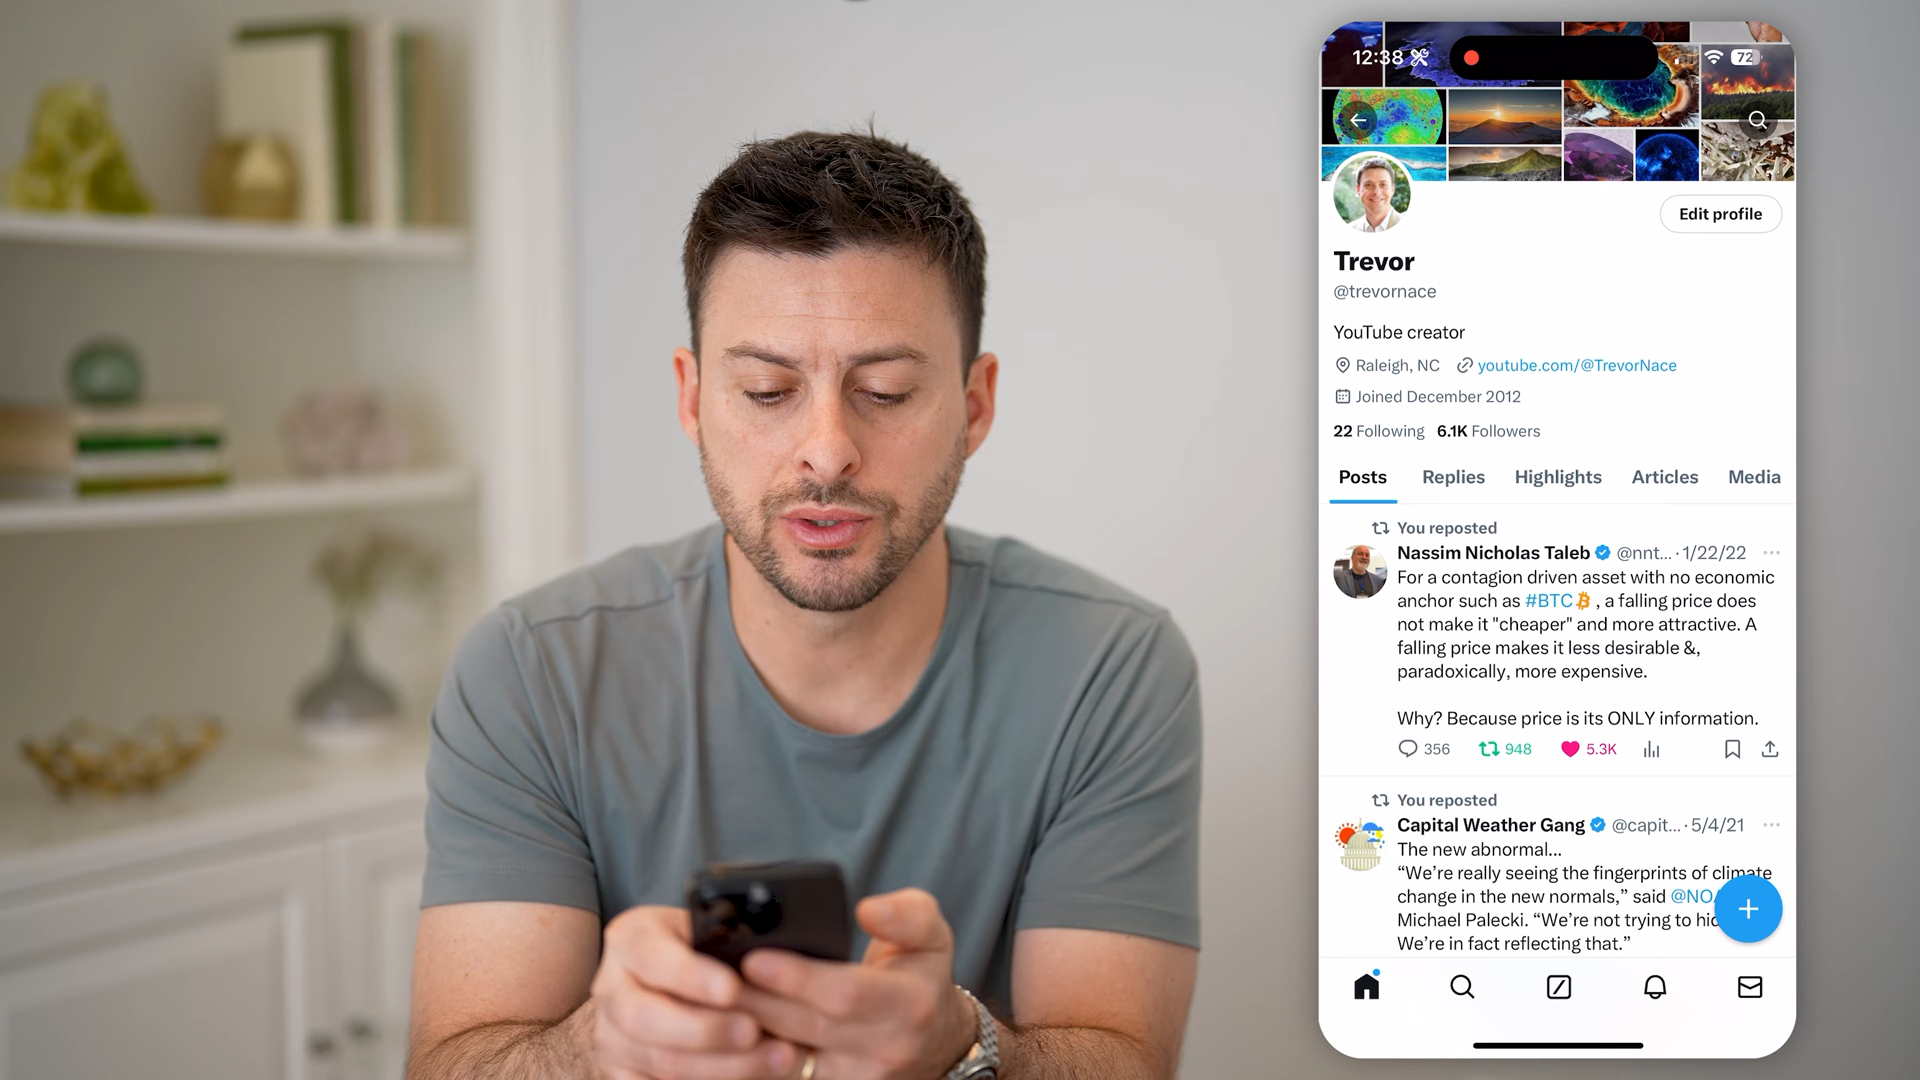 12:38
72
Edit profile
Trevor
@trevornace
YouTube creator
Raleigh, NC youtube.com/@TrevorNace
Joined December 2012
22 Following 6.1K Followers
Posts Replies Highlights Articles Media
You reposted
Nassim Nicholas Taleb @nnt... · 1/22/22
For a contagion driven asset with no economic
anchor such as #BTC , a falling price does
not make it "cheaper" and more attractive. A
falling price makes it less desirable &,
paradoxically, more expensive.
Why? Because price is its ONLY information.
356 948 5.3K
You reposted
Capital Weather Gang @capit... · 5/4/21
The new abnormal...
“We’re really seeing the fingerprints of climate
change in the new normals,” said @NO
Michael Palecki. “We’re not trying to hid
We’re in fact reflecting that.”